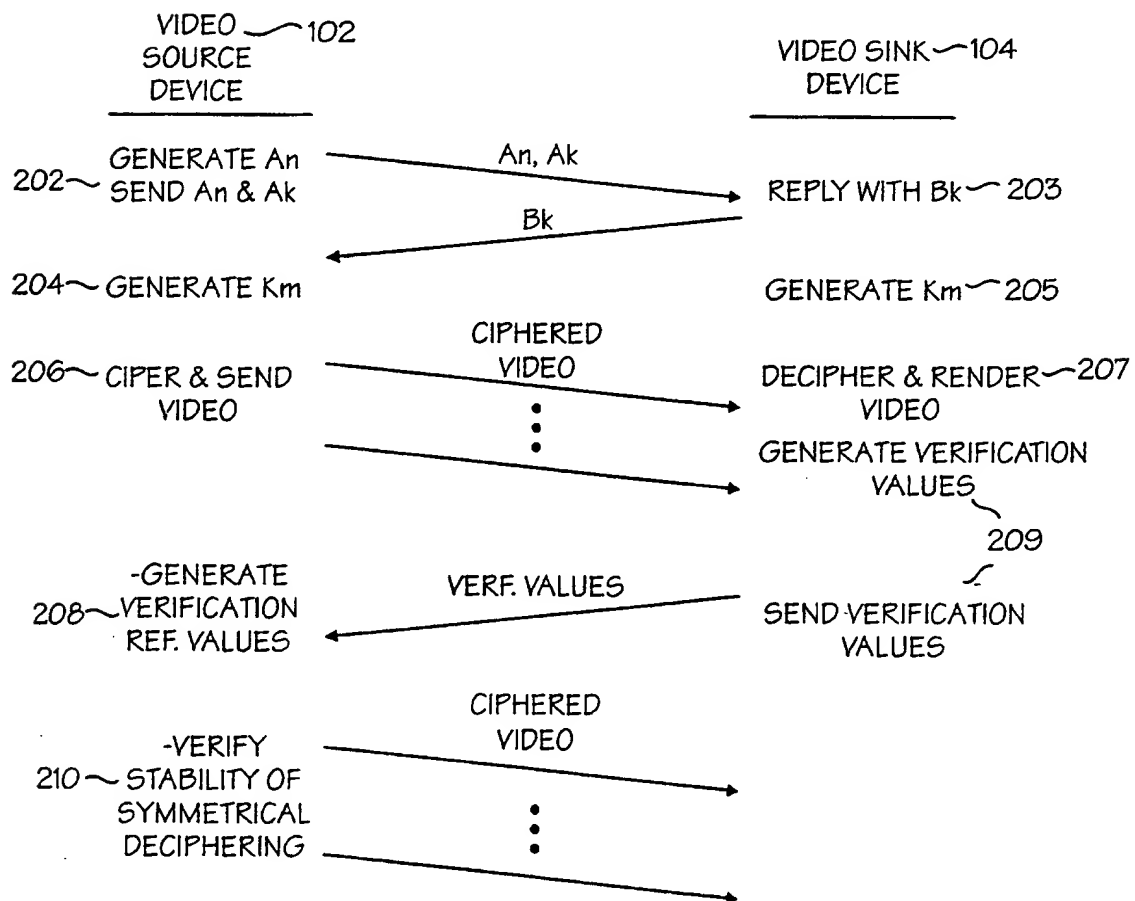 VIDEO SOURCE DEVICE 102
VIDEO SINK DEVICE 104
202 GENERATE An
SEND An & Ak
An, Ak
REPLY WITH Bk 203
Bk
204 GENERATE Km
GENERATE Km 205
CIPHERED
VIDEO
206 CIPER & SEND
VIDEO
DECIPHER & RENDER 207
VIDEO
GENERATE VERIFICATION
VALUES
209
-GENERATE
208 VERIFICATION
REF. VALUES
VERF. VALUES
-
SEND VERIFICATION
VALUES
CIPHERED
VIDEO
-VERIFY
210 STABILITY OF
SYMMETRICAL
DECIPHERING